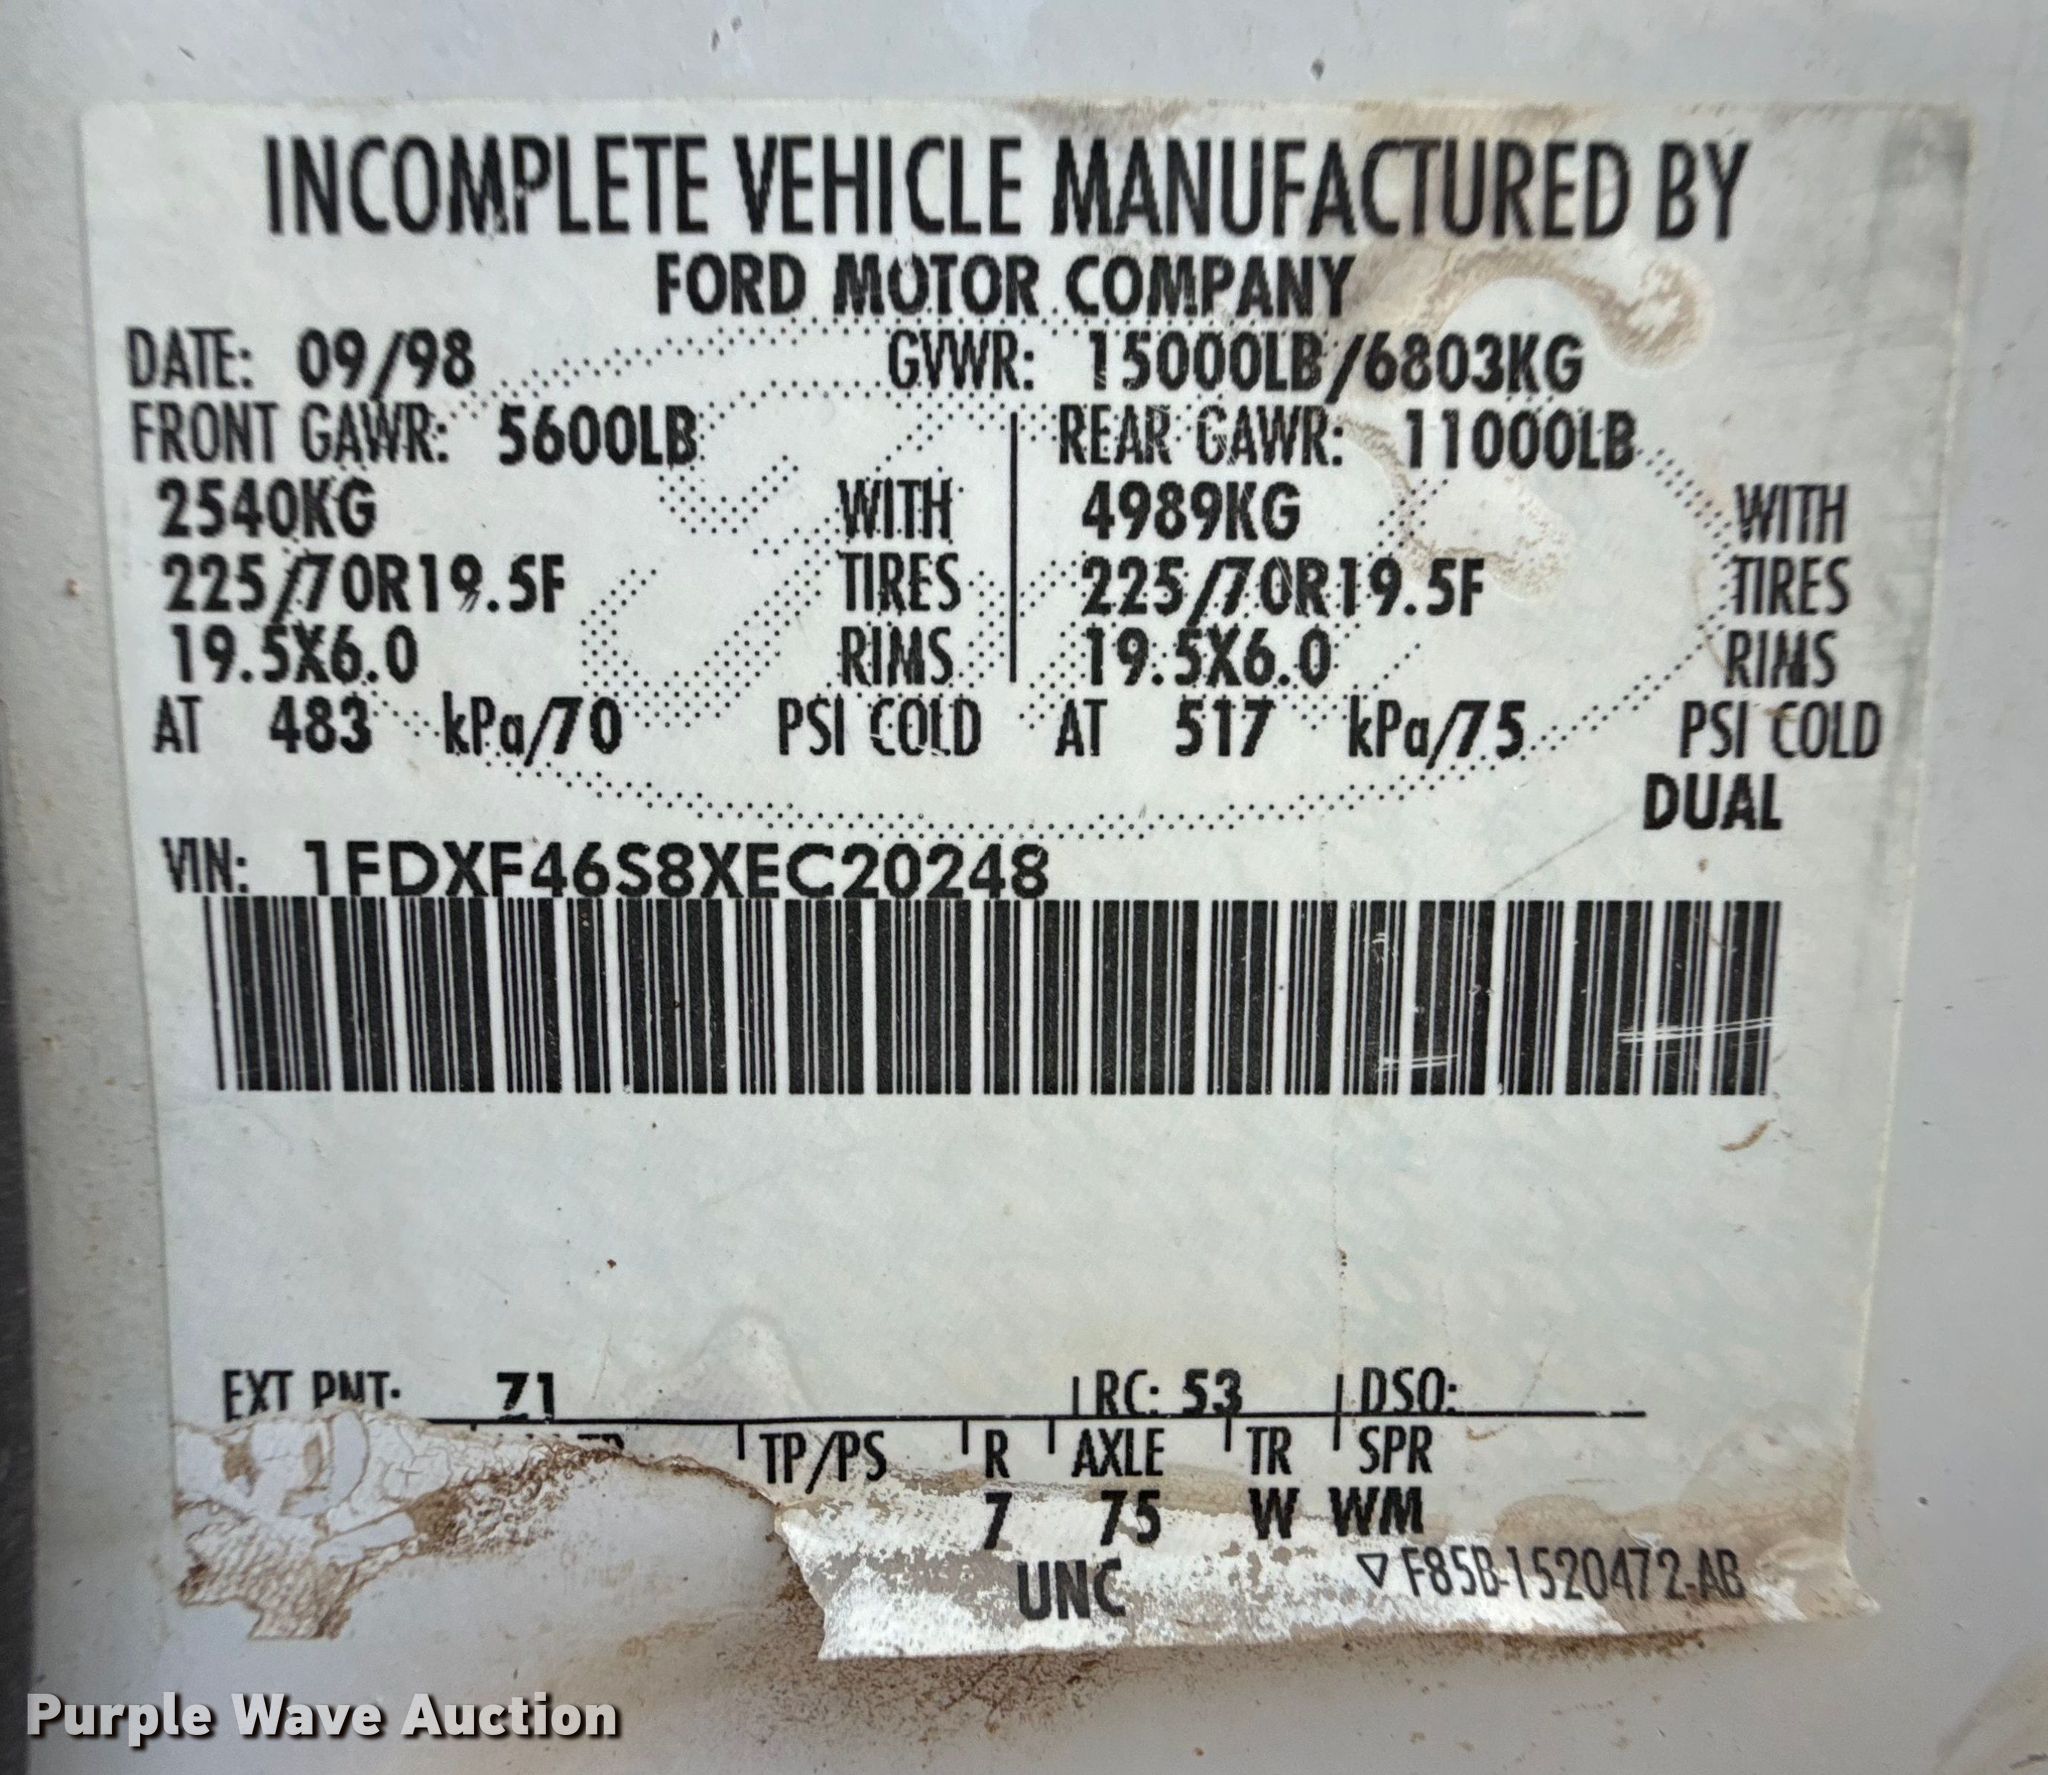 INCOMPLETE VEHICLE MANUFACTURED BY
FORD MOTOR COMPANY
DATE: 09/98 GVWR: 15000LB/6803KG
FRONT GAWR: 5600LB REAR GAWR: 11000LB
2540KG WITH 4989KG WITH
225/70R19.5F TIRES 225/70R19.5F TIRES
19.5X6.0 RIMS 19.5X6.0 RIMS
AT 483 kPa/70 PSI COLD AT 517 kPa/75 PSI COLD
DUAL
VIN: 1FDXF46S8XEC20248
EXT PNT: Z1 RC: 53 DSO:
TP/PS R AXLE TR SPR
7 75 W WM
UNC F85B-1520472-AB
Purple Wave Auction